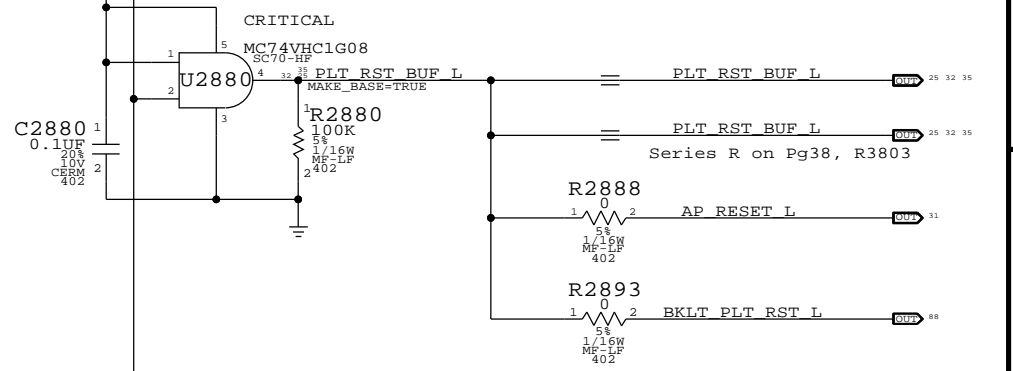 CRITICAL
5
MC74VHC1G08
SC70-HF
1
U2880
4
32 35
PLT_RST_BUF_L
MAKE_BASE=TRUE
2
3
PLT_RST_BUF_L
OUT
25 32 35
C2880
1
0.1UF
20%
10V
CERM
402
2
1
R2880
100K
5%
1/16W
MF-LF
402
2
PLT_RST_BUF_L
OUT
25 32 35
Series R on Pg38, R3803
R2888
0
1
2
AP_RESET_L
OUT
31
5%
1/16W
MF-LF
402
R2893
0
1
2
BKLT_PLT_RST_L
OUT
88
5%
1/16W
MF-LF
402